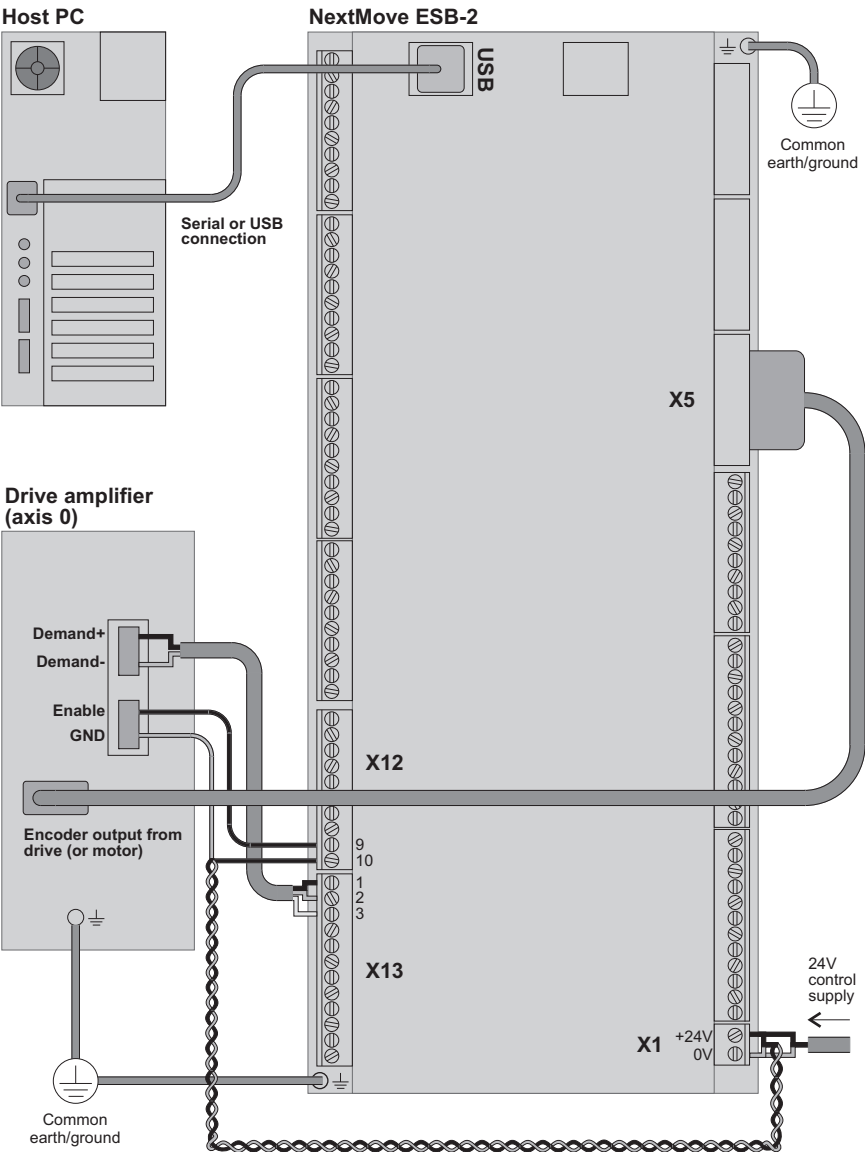 Host PC
NextMove ESB-2
USB
Common
earth/ground
Serial or USB
connection
X5
Drive amplifier
(axis 0)
Demand+
Demand-
Enable
GND
X12
Encoder output from
drive (or motor)
9
10
1
2
3
X13
24V
control
supply
X1
+24V
0V
Common
earth/ground